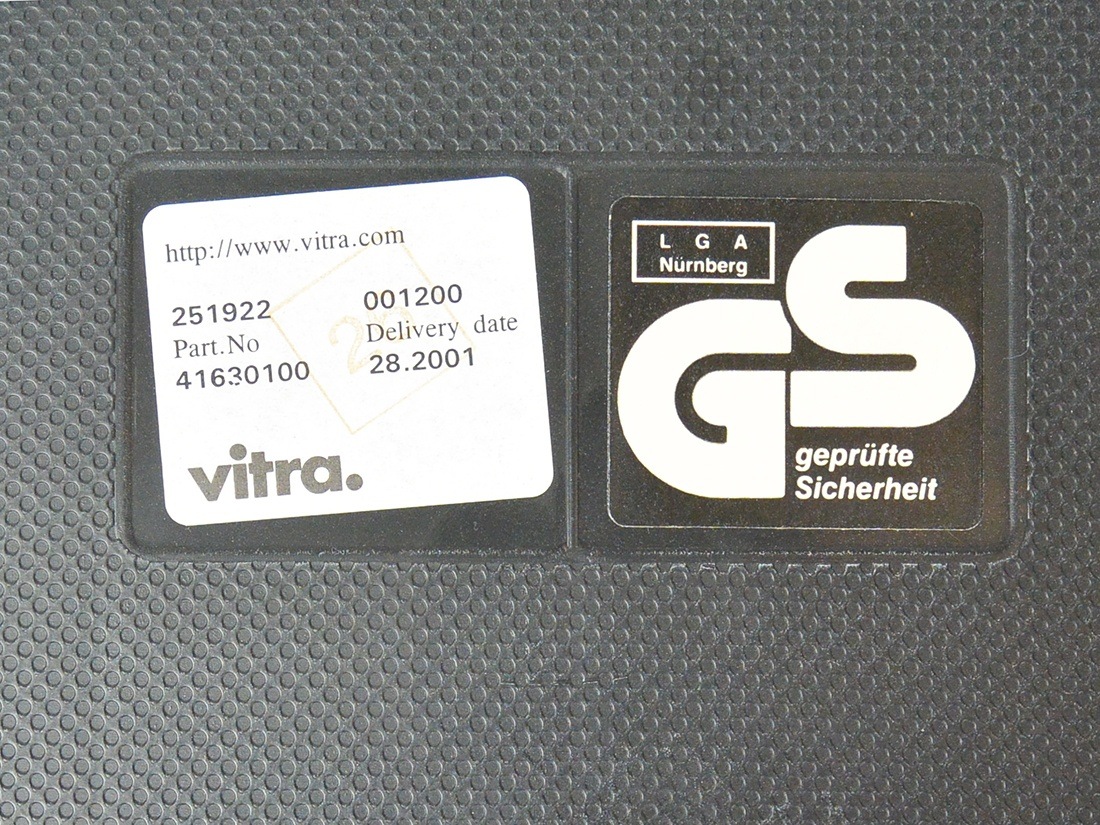 http://www.vitra.com
251922 001200
Part.No Delivery date
41630100 28.2001
vitra.
L G A
Nürnberg
GS
geprüfte
Sicherheit